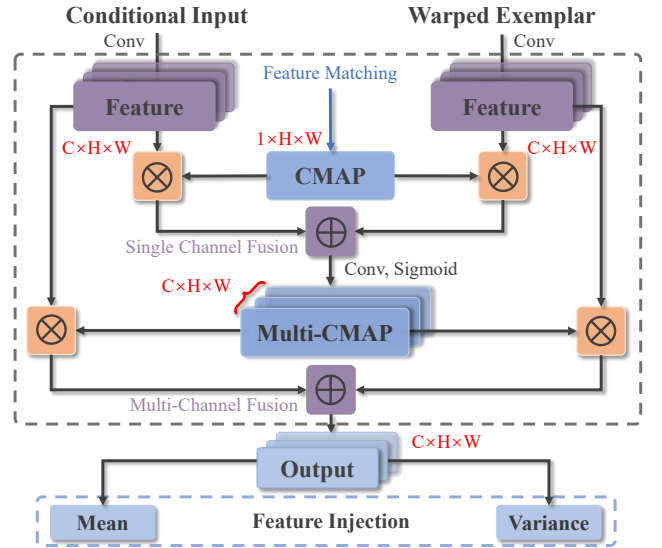 Conditional Input
Warped Exemplar
Conv
Conv
Feature Matching
Feature
Feature
C×H×W
1×H×W
C×H×W
CMAP
Single Channel Fusion
Conv, Sigmoid
C×H×W
Multi-CMAP
Multi-Channel Fusion
C×H×W
Output
Mean
Feature Injection
Variance